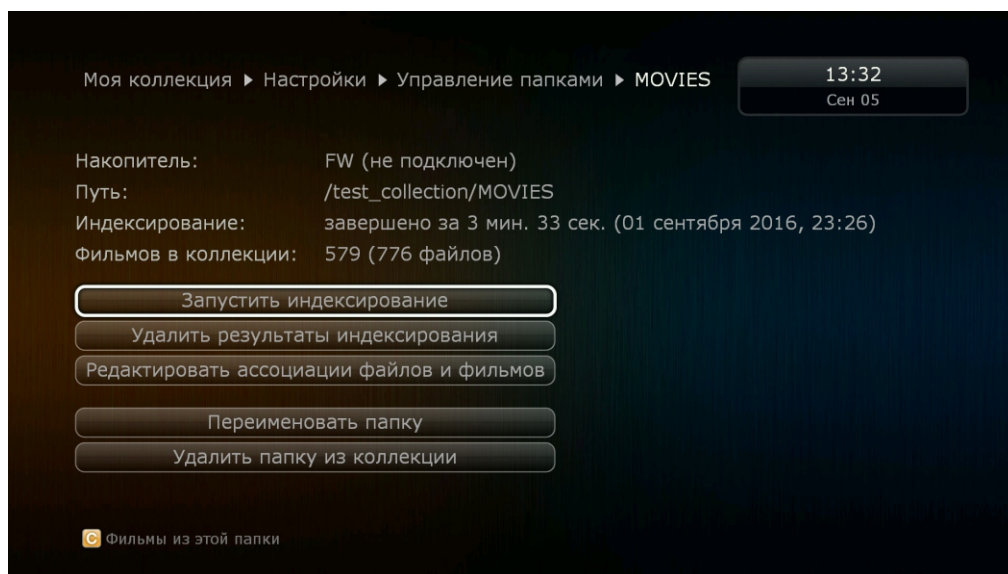 Моя коллекция ▶ Настройки ▶ Управление папками ▶ MOVIES
13:32
Сен 05
Накопитель: FW (не подключен)
Путь: /test_collection/MOVIES
Индексирование: завершено за 3 мин. 33 сек. (01 сентября 2016, 23:26)
Фильмов в коллекции: 579 (776 файлов)
Запустить индексирование
Удалить результаты индексирования
Редактировать ассоциации файлов и фильмов
Переименовать папку
Удалить папку из коллекции
C Фильмы из этой папки